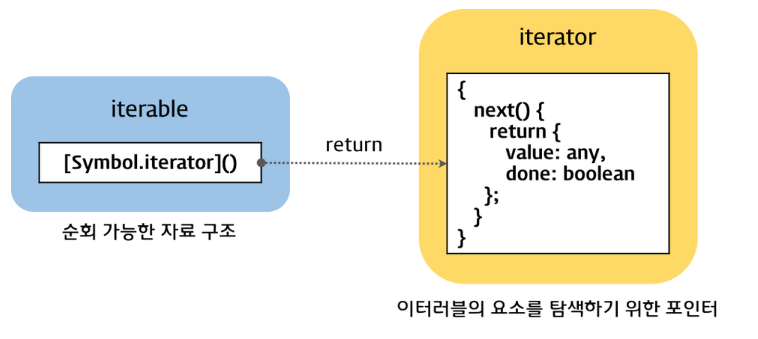 iterable
[Symbol.iterator]()
순회 가능한 자료 구조
return
iterator
{
next() {
return {
value: any,
done: boolean
};
}
}
이터러블의 요소를 탐색하기 위한 포인터